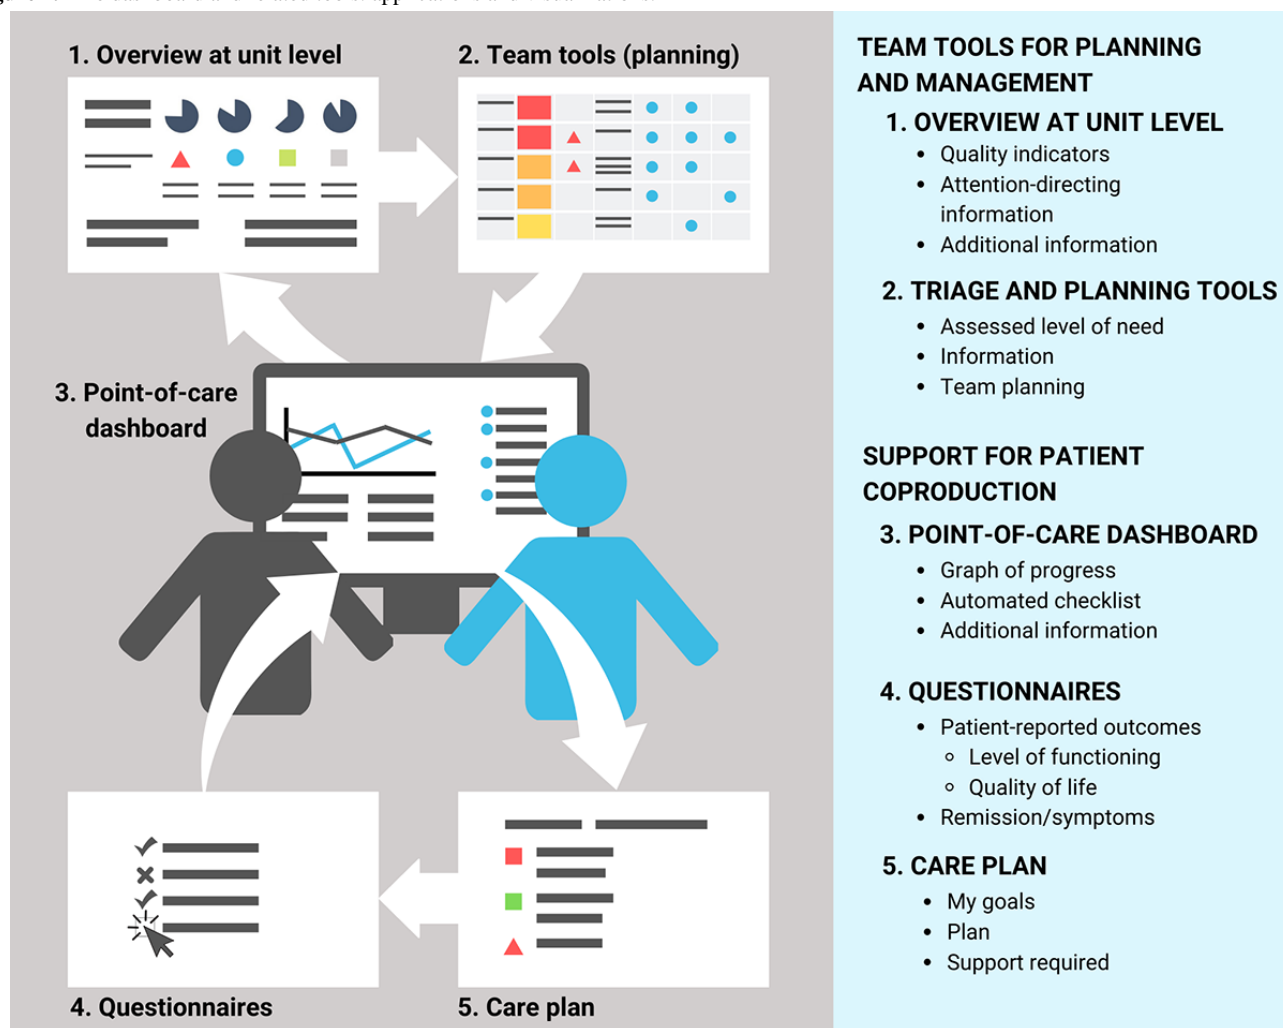 1. Overview at unit level
2. Team tools (planning)
3. Point-of-care
dashboard
4. Questionnaires
5. Care plan
TEAM TOOLS FOR PLANNING
AND MANAGEMENT
1. OVERVIEW AT UNIT LEVEL
• Quality indicators
• Attention-directing
information
• Additional information
2. TRIAGE AND PLANNING TOOLS
• Assessed level of need
• Information
• Team planning
SUPPORT FOR PATIENT
COPRODUCTION
3. POINT-OF-CARE DASHBOARD
• Graph of progress
• Automated checklist
• Additional information
4. QUESTIONNAIRES
• Patient-reported outcomes
◦ Level of functioning
◦ Quality of life
• Remission/symptoms
5. CARE PLAN
• My goals
• Plan
• Support required